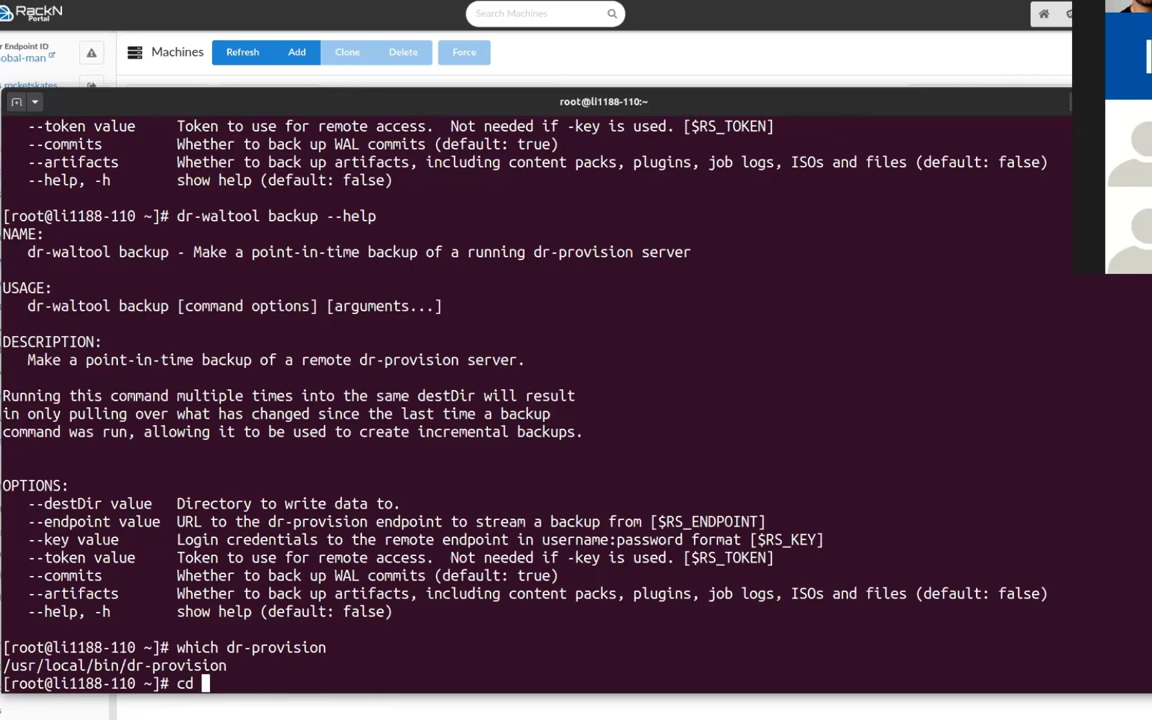 RackN
Portal
Search Machines
r Endpoint ID
obal-man
Machines
Refresh
Add
Clone
Delete
Force
rocketskates
root@li1188-110:~
--token value Token to use for remote access. Not needed if -key is used. [$RS_TOKEN]
--commits Whether to back up WAL commits (default: true)
--artifacts Whether to back up artifacts, including content packs, plugins, job logs, ISOs and files (default: false)
--help, -h show help (default: false)
[root@li1188-110 ~]# dr-waltool backup --help
NAME:
dr-waltool backup - Make a point-in-time backup of a running dr-provision server
USAGE:
dr-waltool backup [command options] [arguments...]
DESCRIPTION:
Make a point-in-time backup of a remote dr-provision server.
Running this command multiple times into the same destDir will result
in only pulling over what has changed since the last time a backup
command was run, allowing it to be used to create incremental backups.
OPTIONS:
--destDir value Directory to write data to.
--endpoint value URL to the dr-provision endpoint to stream a backup from [$RS_ENDPOINT]
--key value Login credentials to the remote endpoint in username:password format [$RS_KEY]
--token value Token to use for remote access. Not needed if -key is used. [$RS_TOKEN]
--commits Whether to back up WAL commits (default: true)
--artifacts Whether to back up artifacts, including content packs, plugins, job logs, ISOs and files (default: false)
--help, -h show help (default: false)
[root@li1188-110 ~]# which dr-provision
/usr/local/bin/dr-provision
[root@li1188-110 ~]# cd